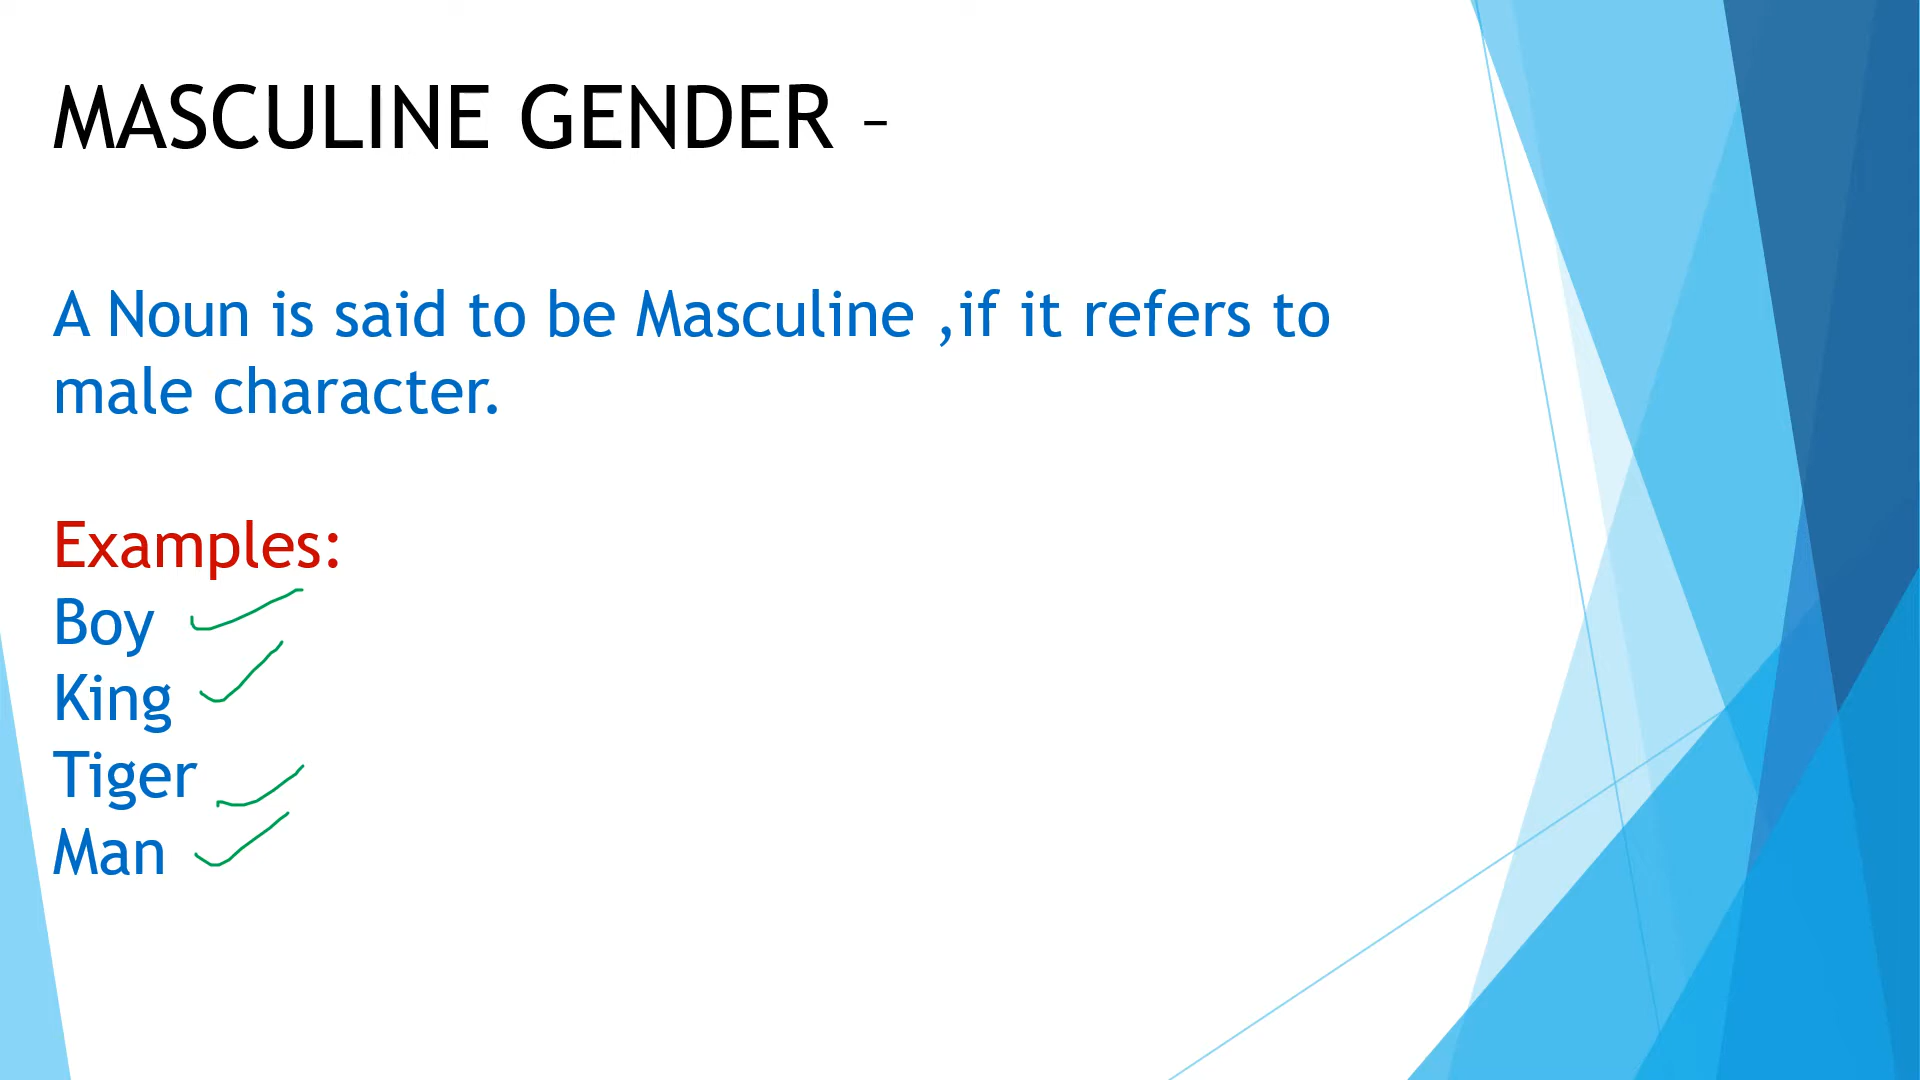 MASCULINE GENDER –
A Noun is said to be Masculine ,if it refers to
male character.
Examples:
Boy
King
Tiger
Man